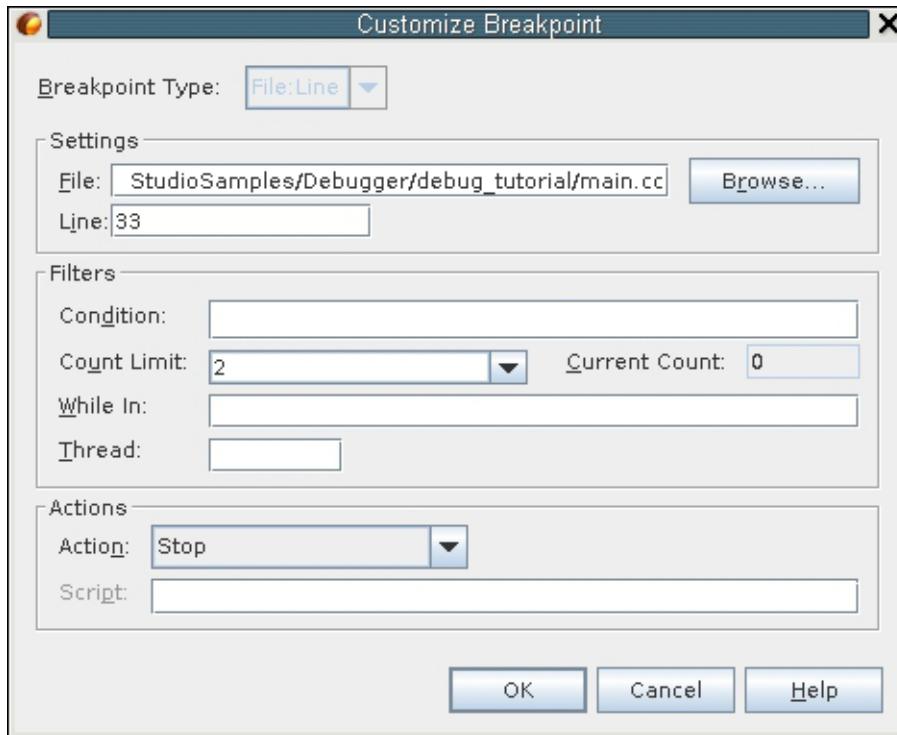 Customize Breakpoint
Breakpoint Type: File:Line
Settings
File: StudioSamples/Debugger/debug_tutorial/main.cc Browse...
Line: 33
Filters
Condition:
Count Limit: 2 Current Count: 0
While In:
Thread:
Actions
Action: Stop
Script:
OK Cancel Help